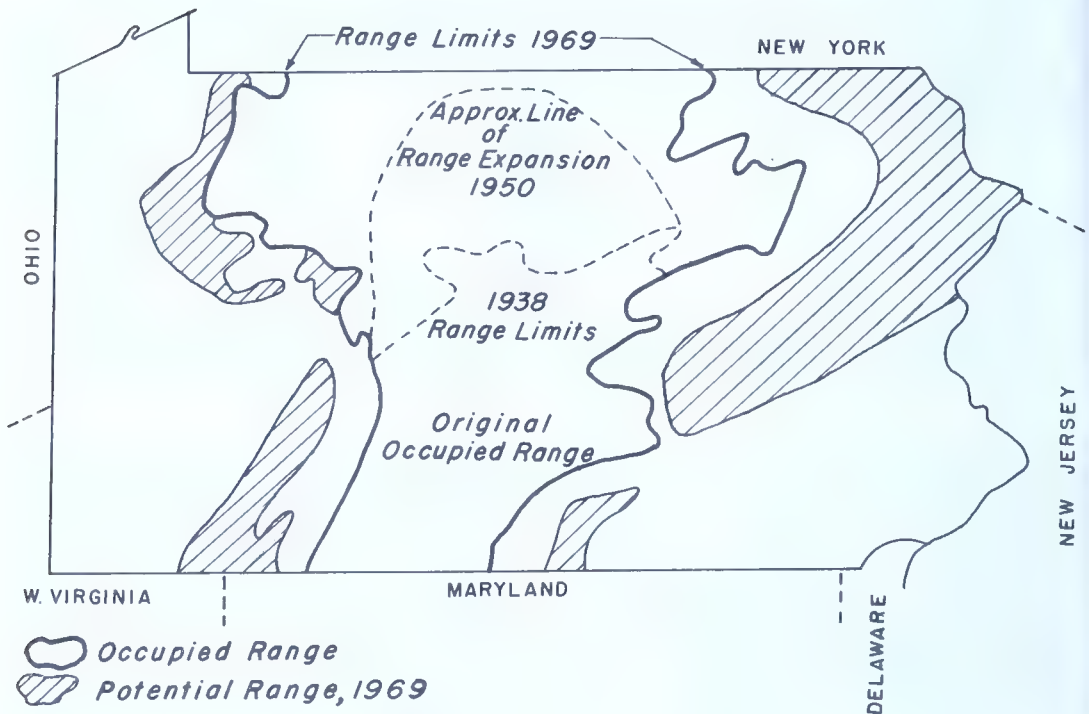 Range Limits 1969
NEW YORK
Approx. Line
of
Range Expansion
1950
OHIO
1938
Range Limits
Original
Occupied Range
NEW JERSEY
W. VIRGINIA
MARYLAND
DELAWARE
Occupied Range
Potential Range, 1969